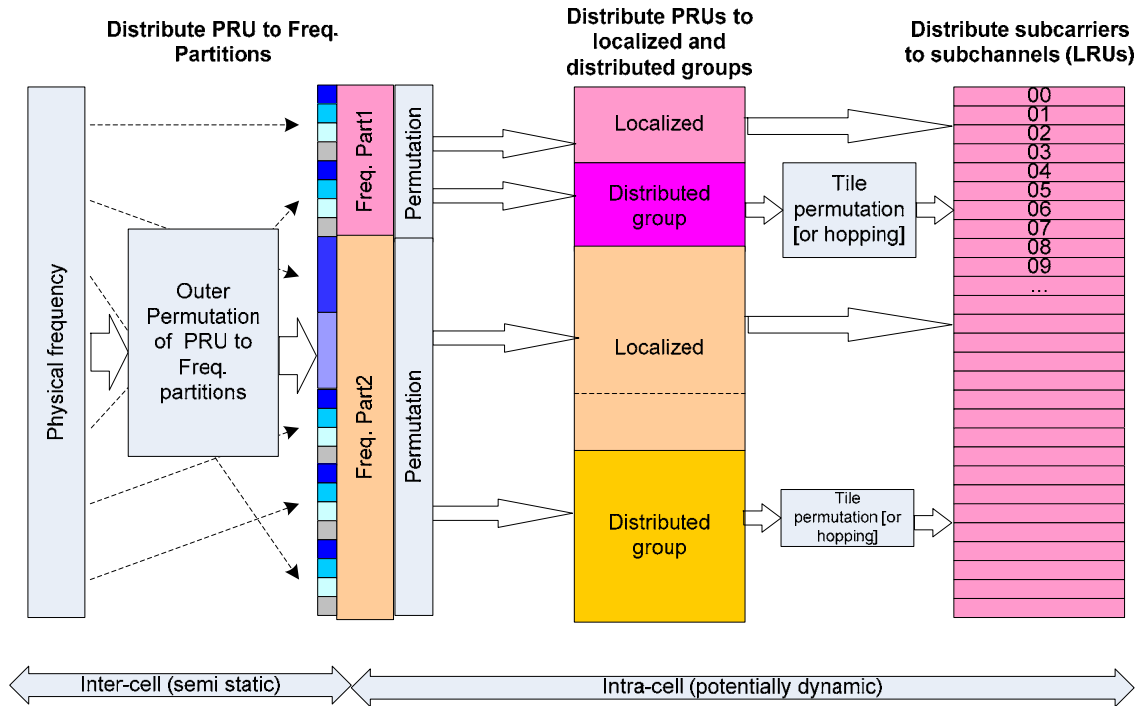 Distribute PRU to Freq.
Partitions
Distribute PRUs to
localized and
distributed groups
Distribute subcarriers
to subchannels (LRUs)
Physical frequency
Outer
Permutation
of PRU to
Freq.
partitions
Freq. Part1
Permutation
Freq. Part2
Permutation
Localized
Distributed
group
Localized
Distributed
group
Tile
permutation
[or hopping]
Tile
permutation [or
hopping]
00
01
02
03
04
05
06
07
08
09
...
Inter-cell (semi static)
Intra-cell (potentially dynamic)